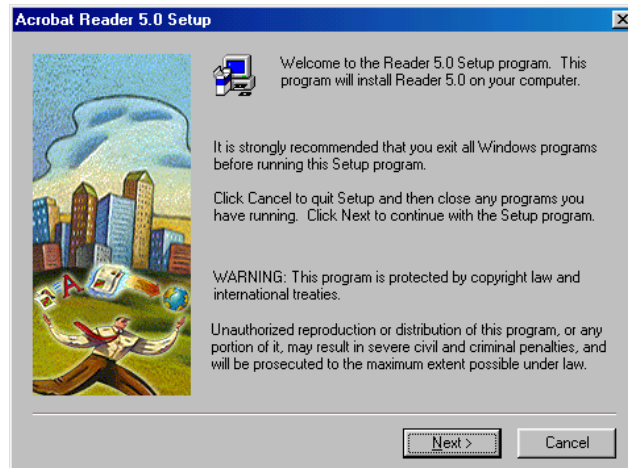 Acrobat Reader 5.0 Setup
Welcome to the Reader 5.0 Setup program. This
program will install Reader 5.0 on your computer.
It is strongly recommended that you exit all Windows programs
before running this Setup program.
Click Cancel to quit Setup and then close any programs you
have running. Click Next to continue with the Setup program.
WARNING: This program is protected by copyright law and
international treaties.
Unauthorized reproduction or distribution of this program, or any
portion of it, may result in severe civil and criminal penalties, and
will be prosecuted to the maximum extent possible under law.
A
Next >
Cancel